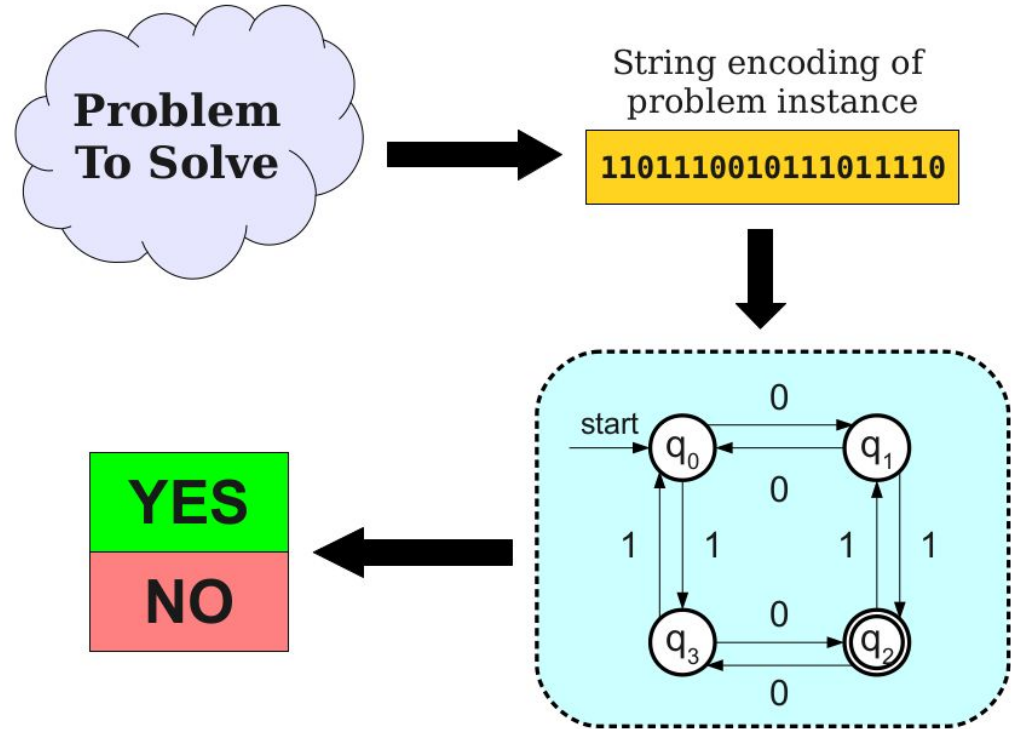 Problem
To Solve
String encoding of
problem instance
1101110010111011110
start
0
q0
q1
0
1
1
1
1
0
q3
q2
0
YES
NO